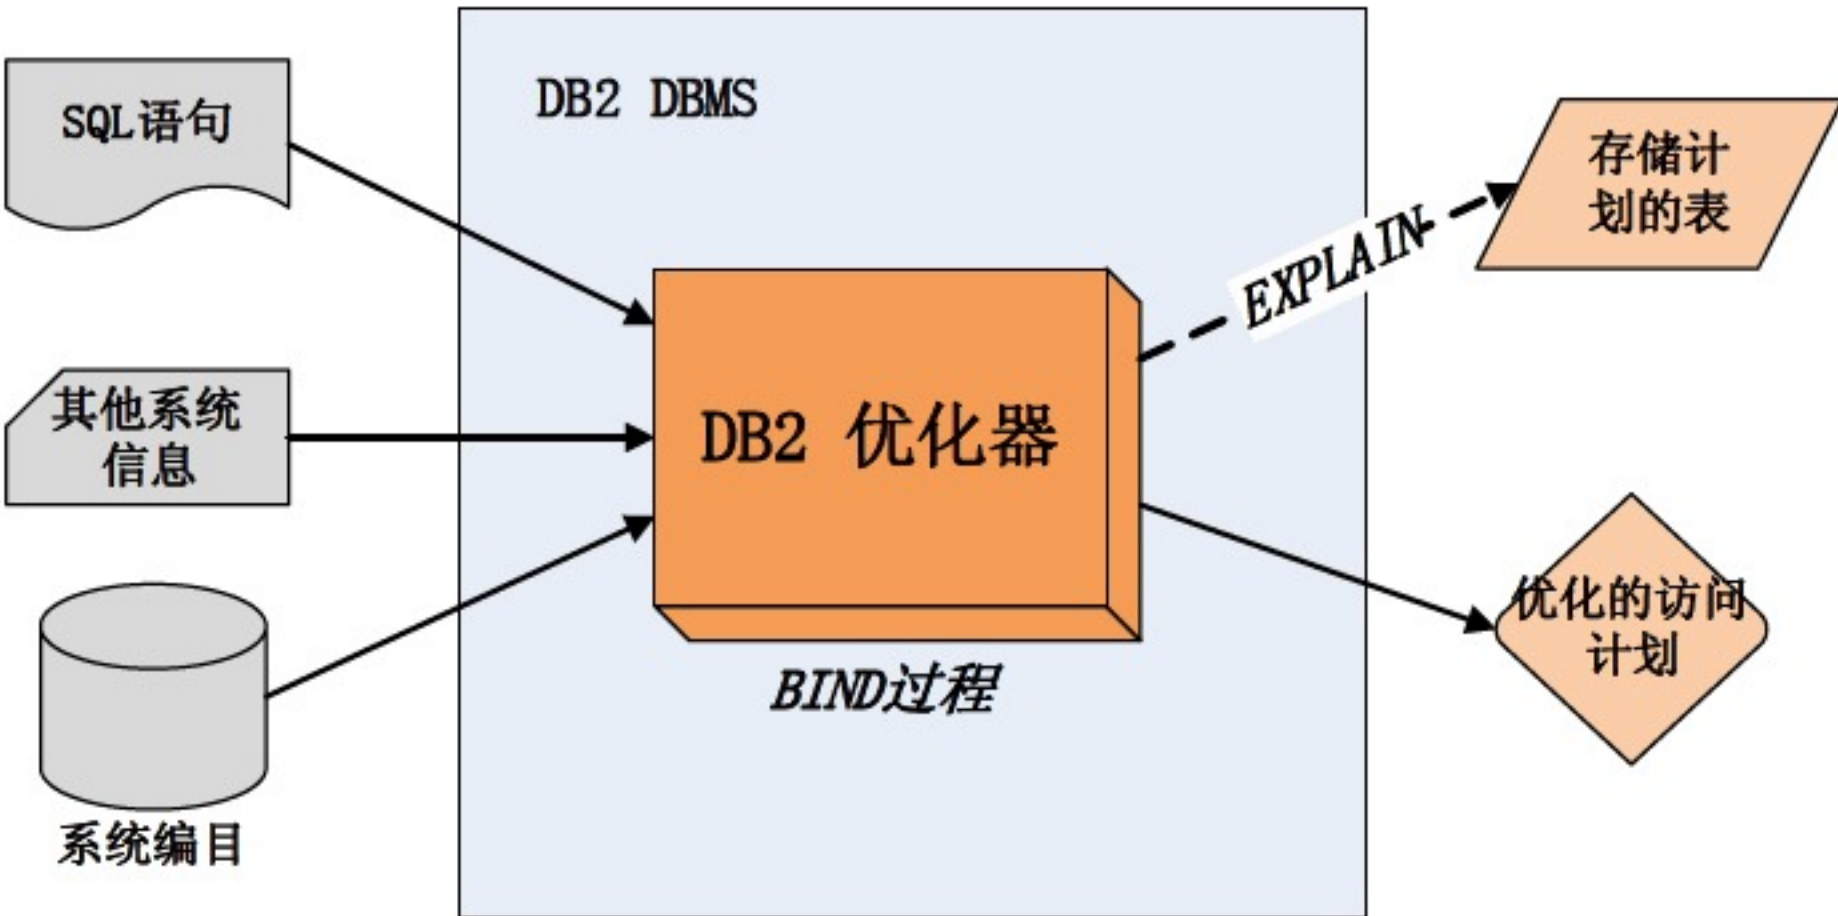 DB2 DBMS
SQL语句
其他系统
信息
系统编目
DB2 优化器
BIND过程
EXPLAIN
存储计
划的表
优化的访问
计划